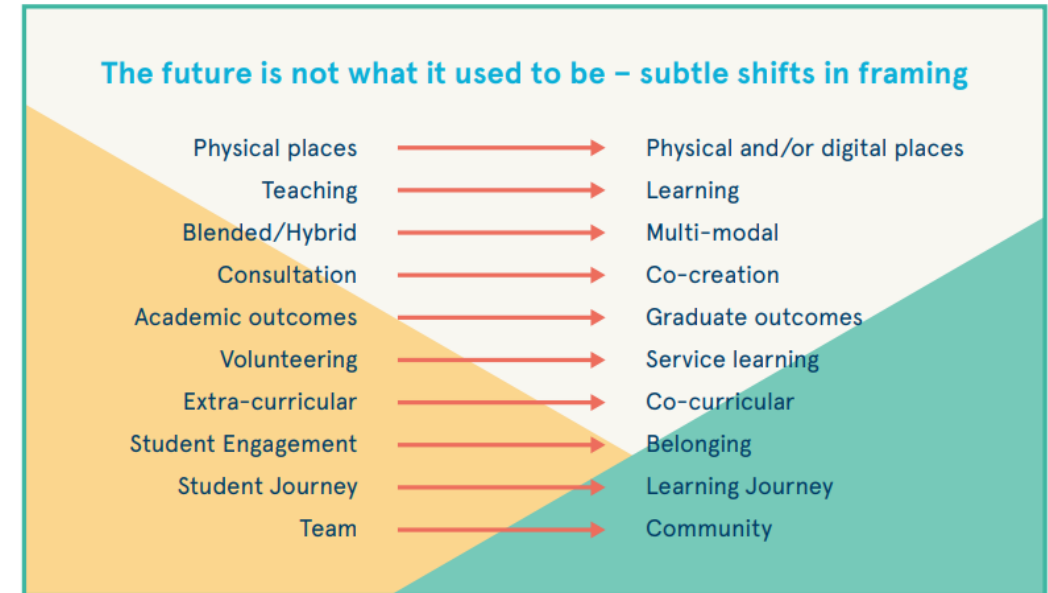 The future is not what it used to be – subtle shifts in framing
Physical places Physical and/or digital places
Teaching Learning
Blended/Hybrid Multi-modal
Consultation Co-creation
Academic outcomes Graduate outcomes
Volunteering Service learning
Extra-curricular Co-curricular
Student Engagement Belonging
Student Journey Learning Journey
Team Community